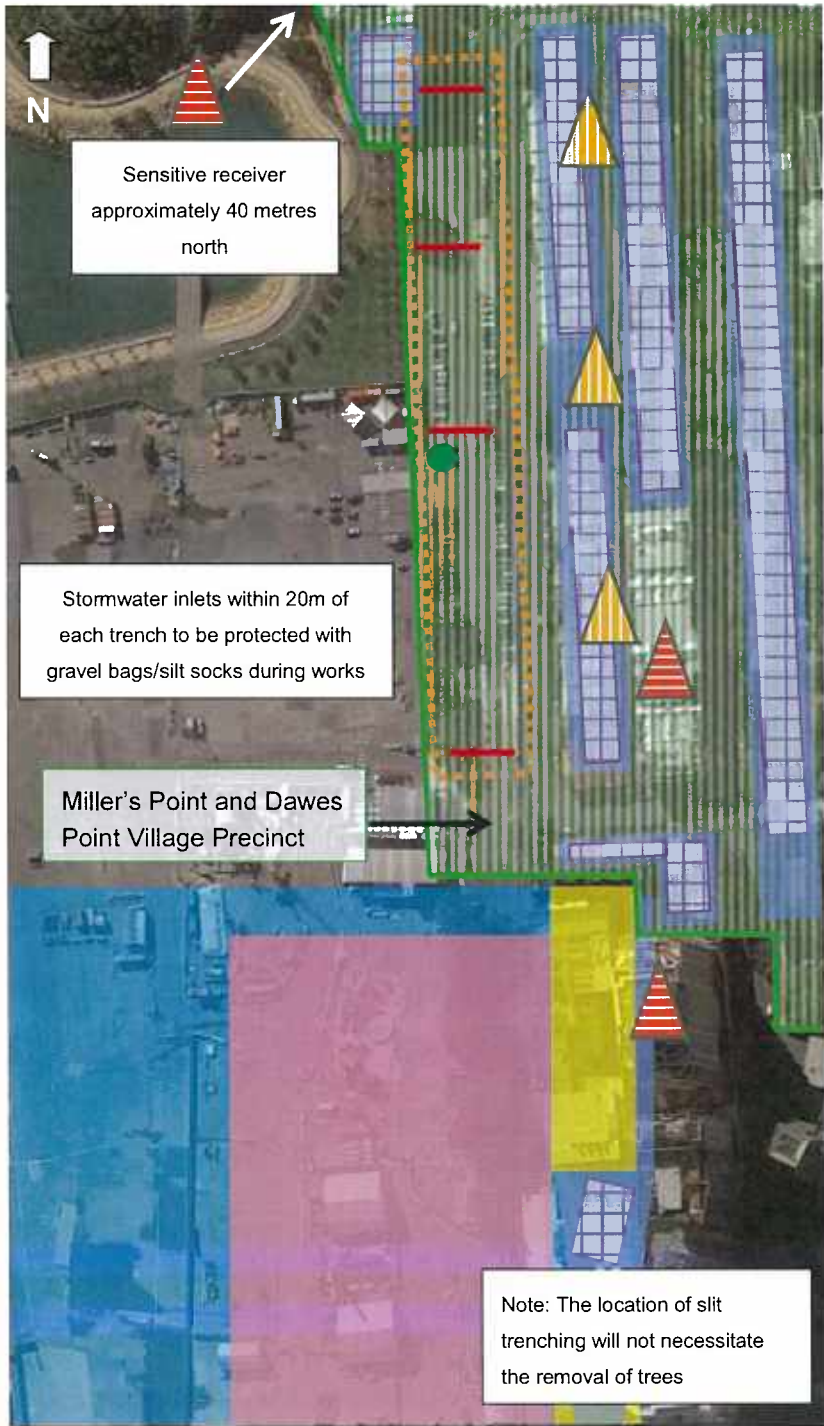 N
Sensitive receiver
approximately 40 metres
north
Stormwater inlets within 20m of
each trench to be protected with
gravel bags/silt socks during works
Miller's Point and Dawes
Point Village Precinct
Note: The location of slit
trenching will not necessitate
the removal of trees